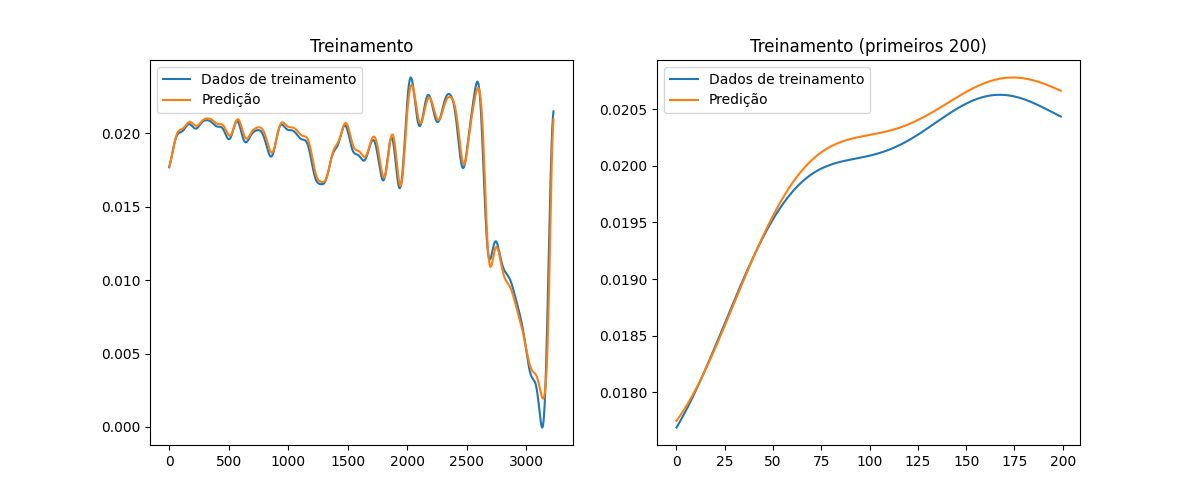 Treinamento
Dados de treinamento
Predição
0.020
0.015
0.010
0.005
0.000
0 500 1000 1500 2000 2500 3000
Treinamento (primeiros 200)
Dados de treinamento
Predição
0.0205
0.0200
0.0195
0.0190
0.0185
0.0180
0 25 50 75 100 125 150 175 200